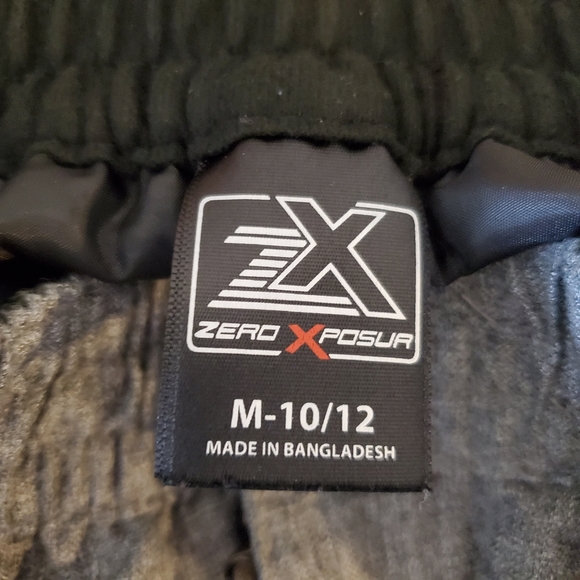 ZX
ZERO XPOSUR
M-10/12
MADE IN BANGLADESH